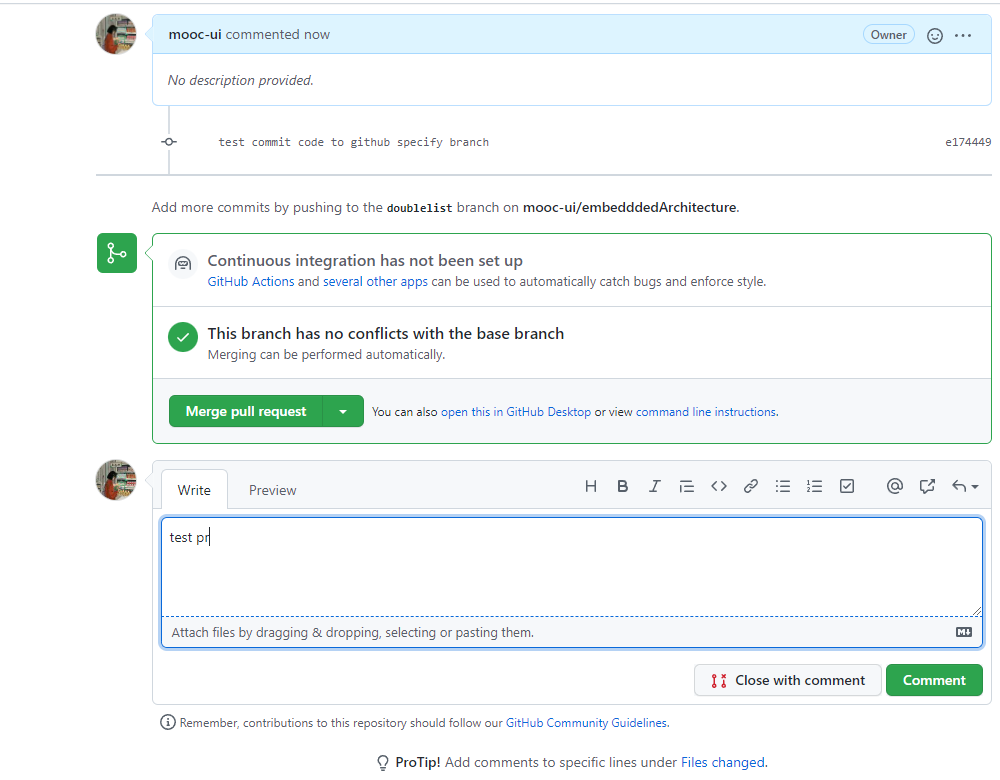 mooc-ui commented now Owner
No description provided.
test commit code to github specify branch e174449
Add more commits by pushing to the doublelist branch on mooc-ui/embedddedArchitecture.
Continuous integration has not been set up
GitHub Actions and several other apps can be used to automatically catch bugs and enforce style.
This branch has no conflicts with the base branch
Merging can be performed automatically.
Merge pull request You can also open this in GitHub Desktop or view command line instructions.
Write Preview
test pr
Attach files by dragging & dropping, selecting or pasting them.
Close with comment Comment
Remember, contributions to this repository should follow our GitHub Community Guidelines.
ProTip! Add comments to specific lines under Files changed.